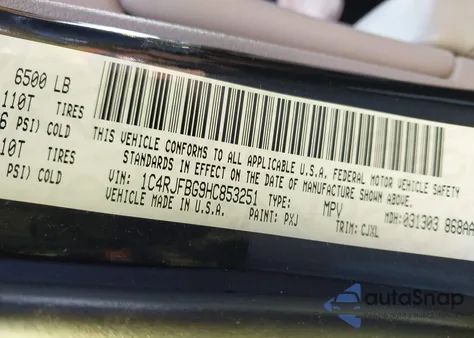 6500 LB
110T TIRES
6 PSI) COLD
10T TIRES
PSI) COLD
THIS VEHICLE CONFORMS TO ALL APPLICABLE U.S.A. FEDERAL MOTOR VEHICLE SAFETY
STANDARDS IN EFFECT ON THE DATE OF MANUFACTURE SHOWN ABOVE.
VIN: 1C4RJFBG9HC853251 TYPE: MPV
VEHICLE MADE IN U.S.A. PAINT: PXJ TRIM: CJXL MDH: 031303 868AA
autoSnap